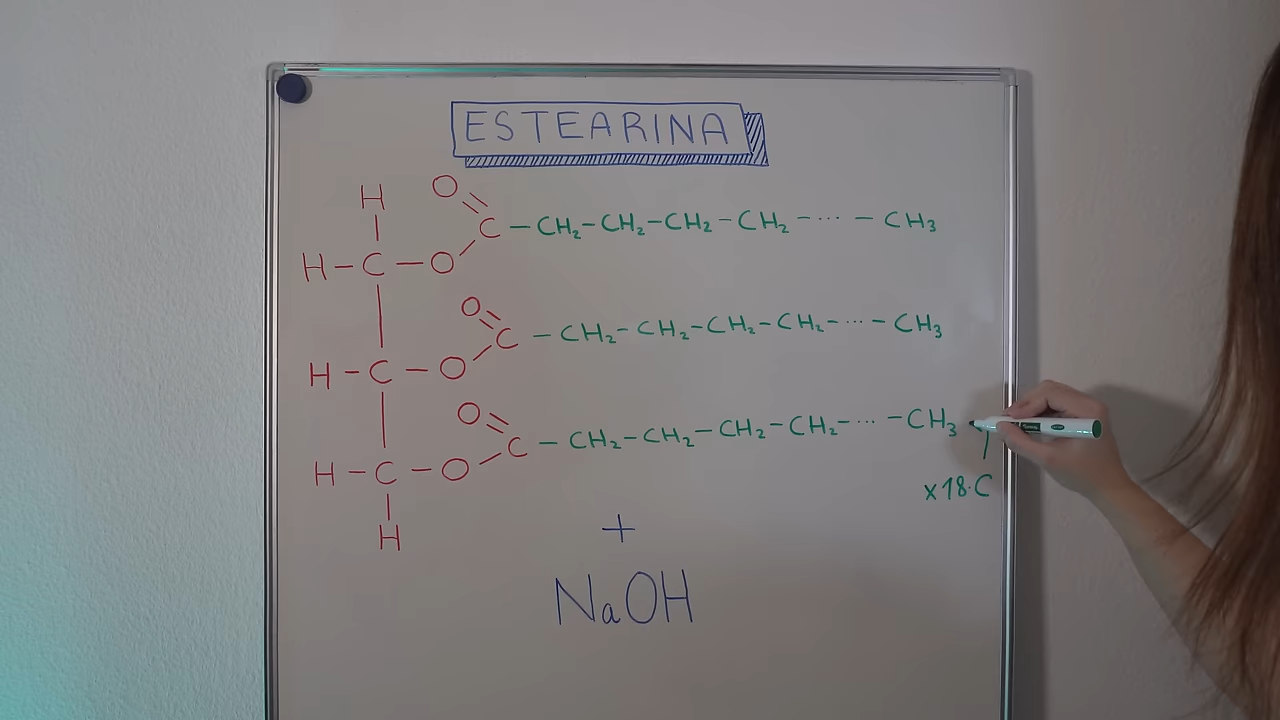 ESTEARINA
H O
C – CH₂ – CH₂ – CH₂ – CH₂ – ··· – CH₃
H – C – O
O
C – CH₂ – CH₂ – CH₂ – CH₂ – ··· – CH₃
H – C – O
O
C – CH₂ – CH₂ – CH₂ – CH₂ – ··· – CH₃
H – C – O
x18·C
H
+
NaOH